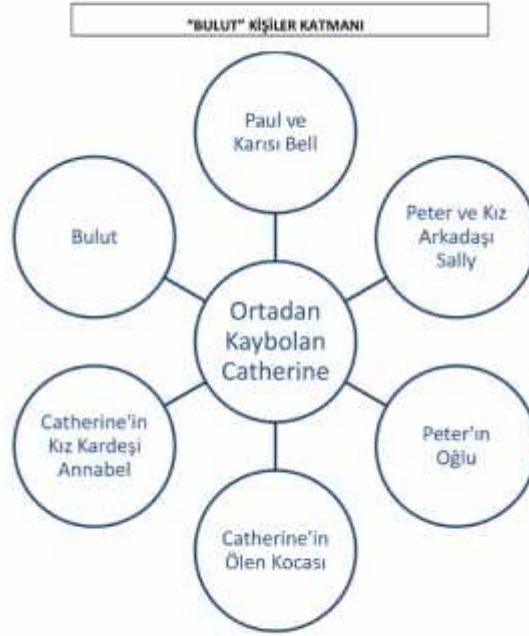 "BULUT" KİŞİLER KATMANI
Paul ve
Karısı Bell
Peter ve Kız
Arkadaşı
Sally
Peter'ın
Oğlu
Catherine'in
Ölen Kocası
Catherine'in
Kız Kardeşi
Annabel
Bulut
Ortadan
Kaybolan
Catherine